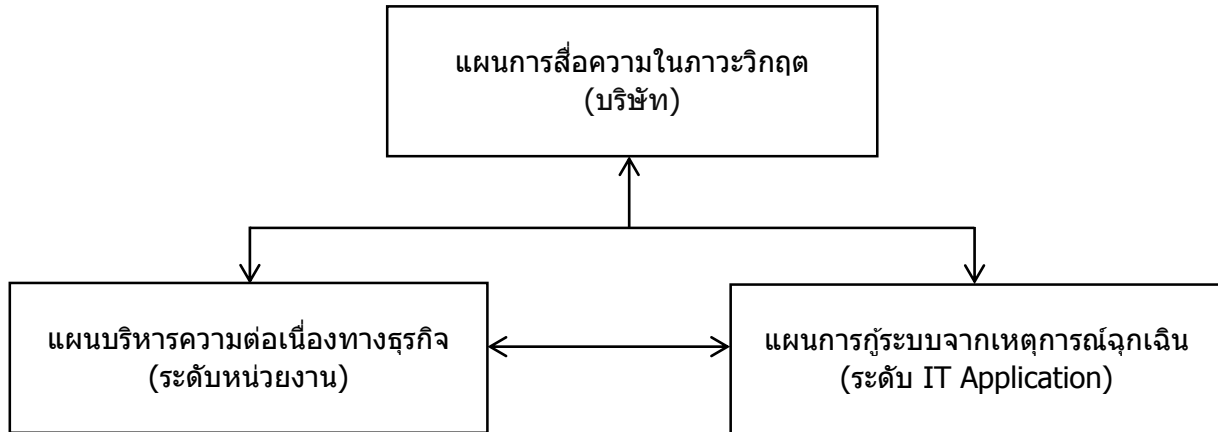 แผนการสื่อความในภาวะวิกฤต
(บริษัท)
แผนบริหารความต่อเนื่องทางธุรกิจ
(ระดับหน่วยงาน)
แผนการกู้ระบบจากเหตุการณ์ฉุกเฉิน
(ระดับ IT Application)